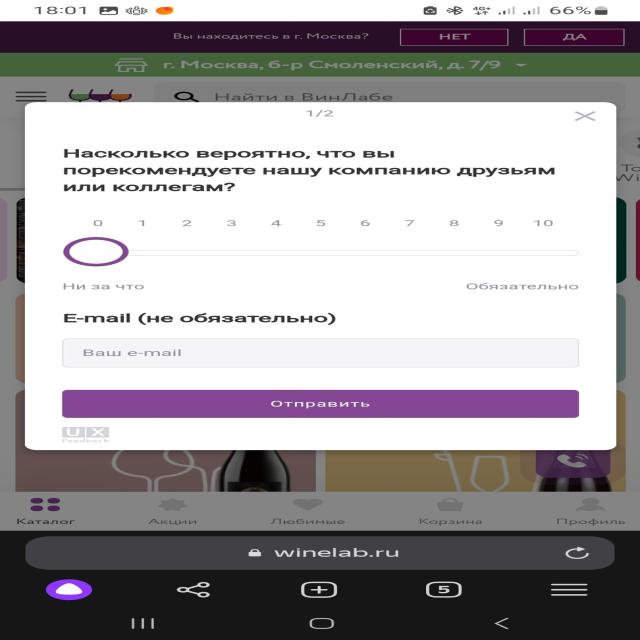 18:01 4G+ 66%
Вы находитесь в г. Москва? НЕТ ДА
г. Москва, б-р Смоленский, д. 7/9
Найти в ВинЛабе
1/2
Насколько вероятно, что вы
порекомендуете нашу компанию друзьям
или коллегам?
0 1 2 3 4 5 6 7 8 9 10
Ни за что Обязательно
E-mail (не обязательно)
Ваш e-mail
Отправить
UX
Feedback
Каталог Акции Любимые Корзина Профиль
winelab.ru
5